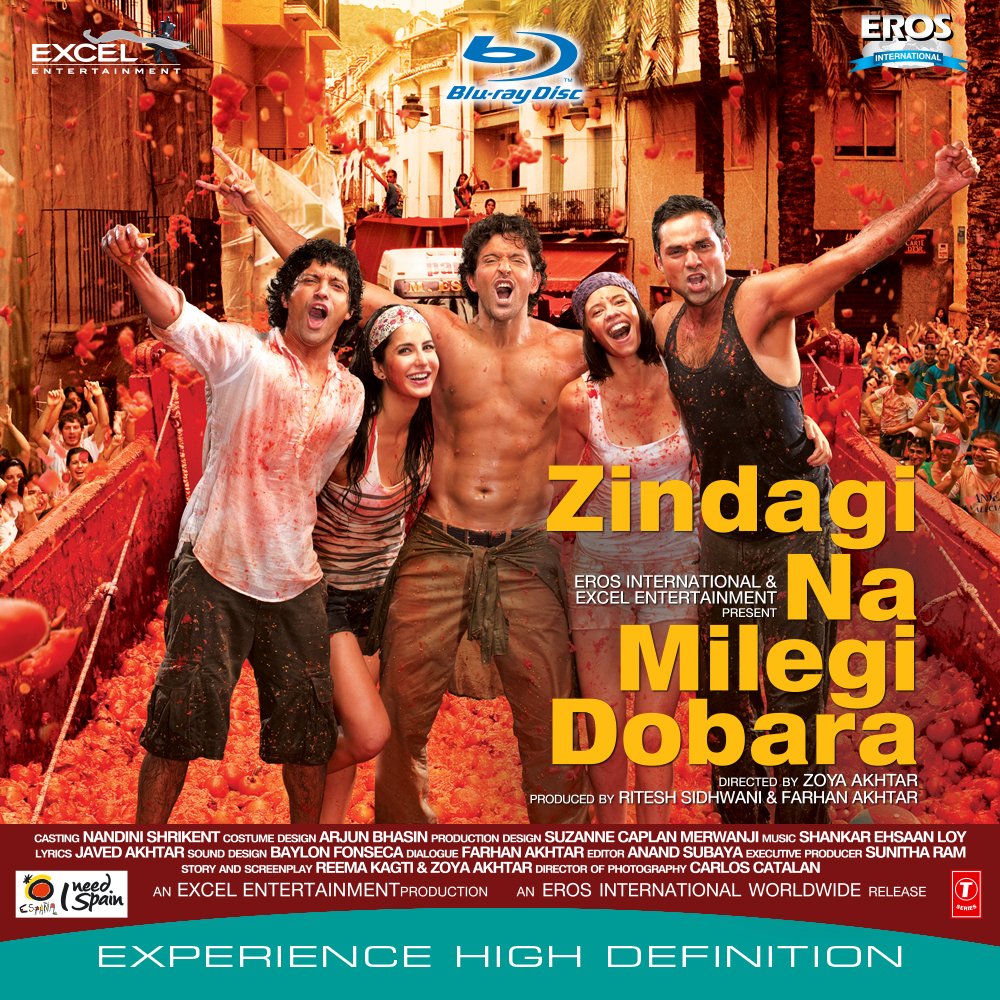 EXCEL
ENTERTAINMENT
Blu-ray Disc™
EROS
INTERNATIONAL
Zindagi
EROS INTERNATIONAL &
EXCEL ENTERTAINMENT
PRESENT
Na
Milegi
Dobara
DIRECTED BY ZOYA AKHTAR
PRODUCED BY RITESH SIDHWANI & FARHAN AKHTAR
CASTING NANDINI SHRIKENT COSTUME DESIGN ARJUN BHASIN PRODUCTION DESIGN SUZANNE CAPLAN MERWANJI MUSIC SHANKAR EHSAAN LOY
LYRICS JAVED AKHTAR SOUND DESIGN BAYLON FONSECA DIALOGUE FARHAN AKHTAR EDITOR ANAND SUBAYA EXECUTIVE PRODUCER SUNITHA RAM
STORY AND SCREENPLAY REEMA KAGTI & ZOYA AKHTAR DIRECTOR OF PHOTOGRAPHY CARLOS CATALAN
ESPAÑA
I need
Spain
AN EXCEL ENTERTAINMENT PRODUCTION AN EROS INTERNATIONAL WORLDWIDE RELEASE
T
SERIES
EXPERIENCE HIGH DEFINITION